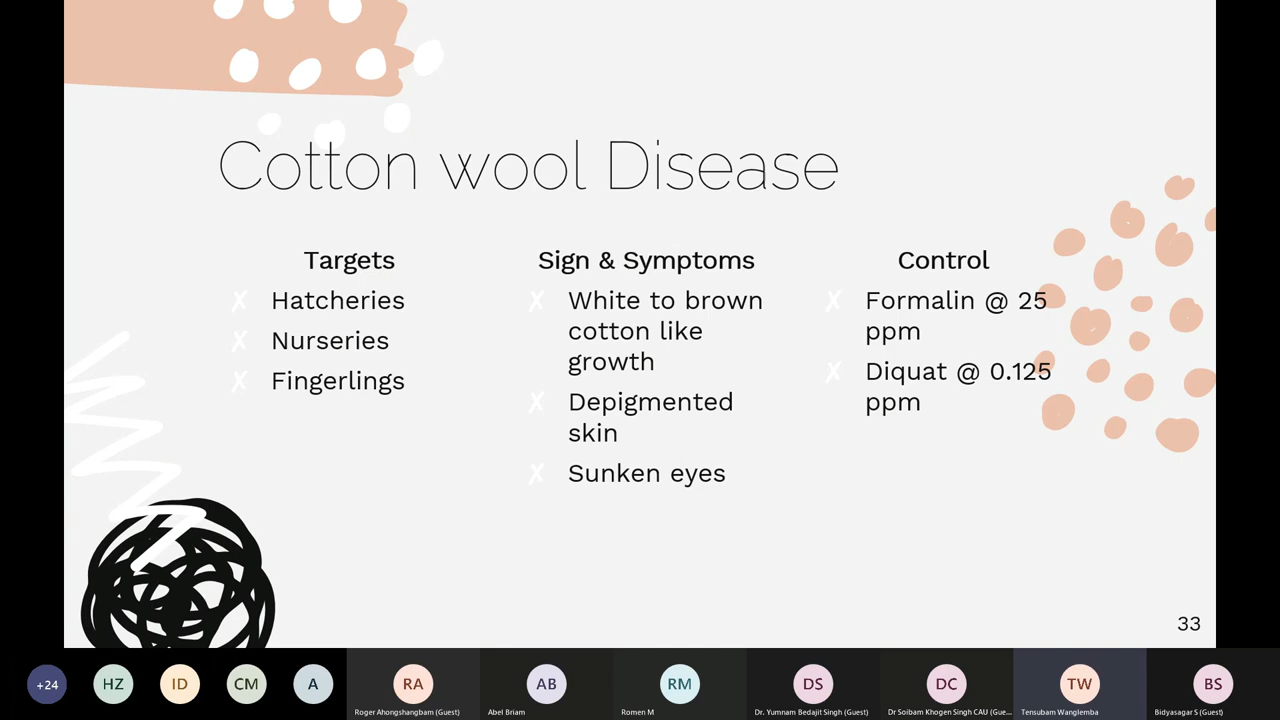 Cotton wool Disease
Targets
Hatcheries
Nurseries
Fingerlings
Sign & Symptoms
White to brown
cotton like
growth
Depigmented
skin
Sunken eyes
Control
Formalin @ 25
ppm
Diquat @ 0.125
ppm
33
+24
HZ
ID
CM
A
RA
Roger Ahongshangbam (Guest)
AB
Abel Briam
RM
Romen M
DS
Dr. Yumnam Bedajit Singh (Guest)
DC
Dr Soibam Khogen Singh CAU (Gue...
TW
Tensubam Wanglemba
BS
Bidyasagar S (Guest)